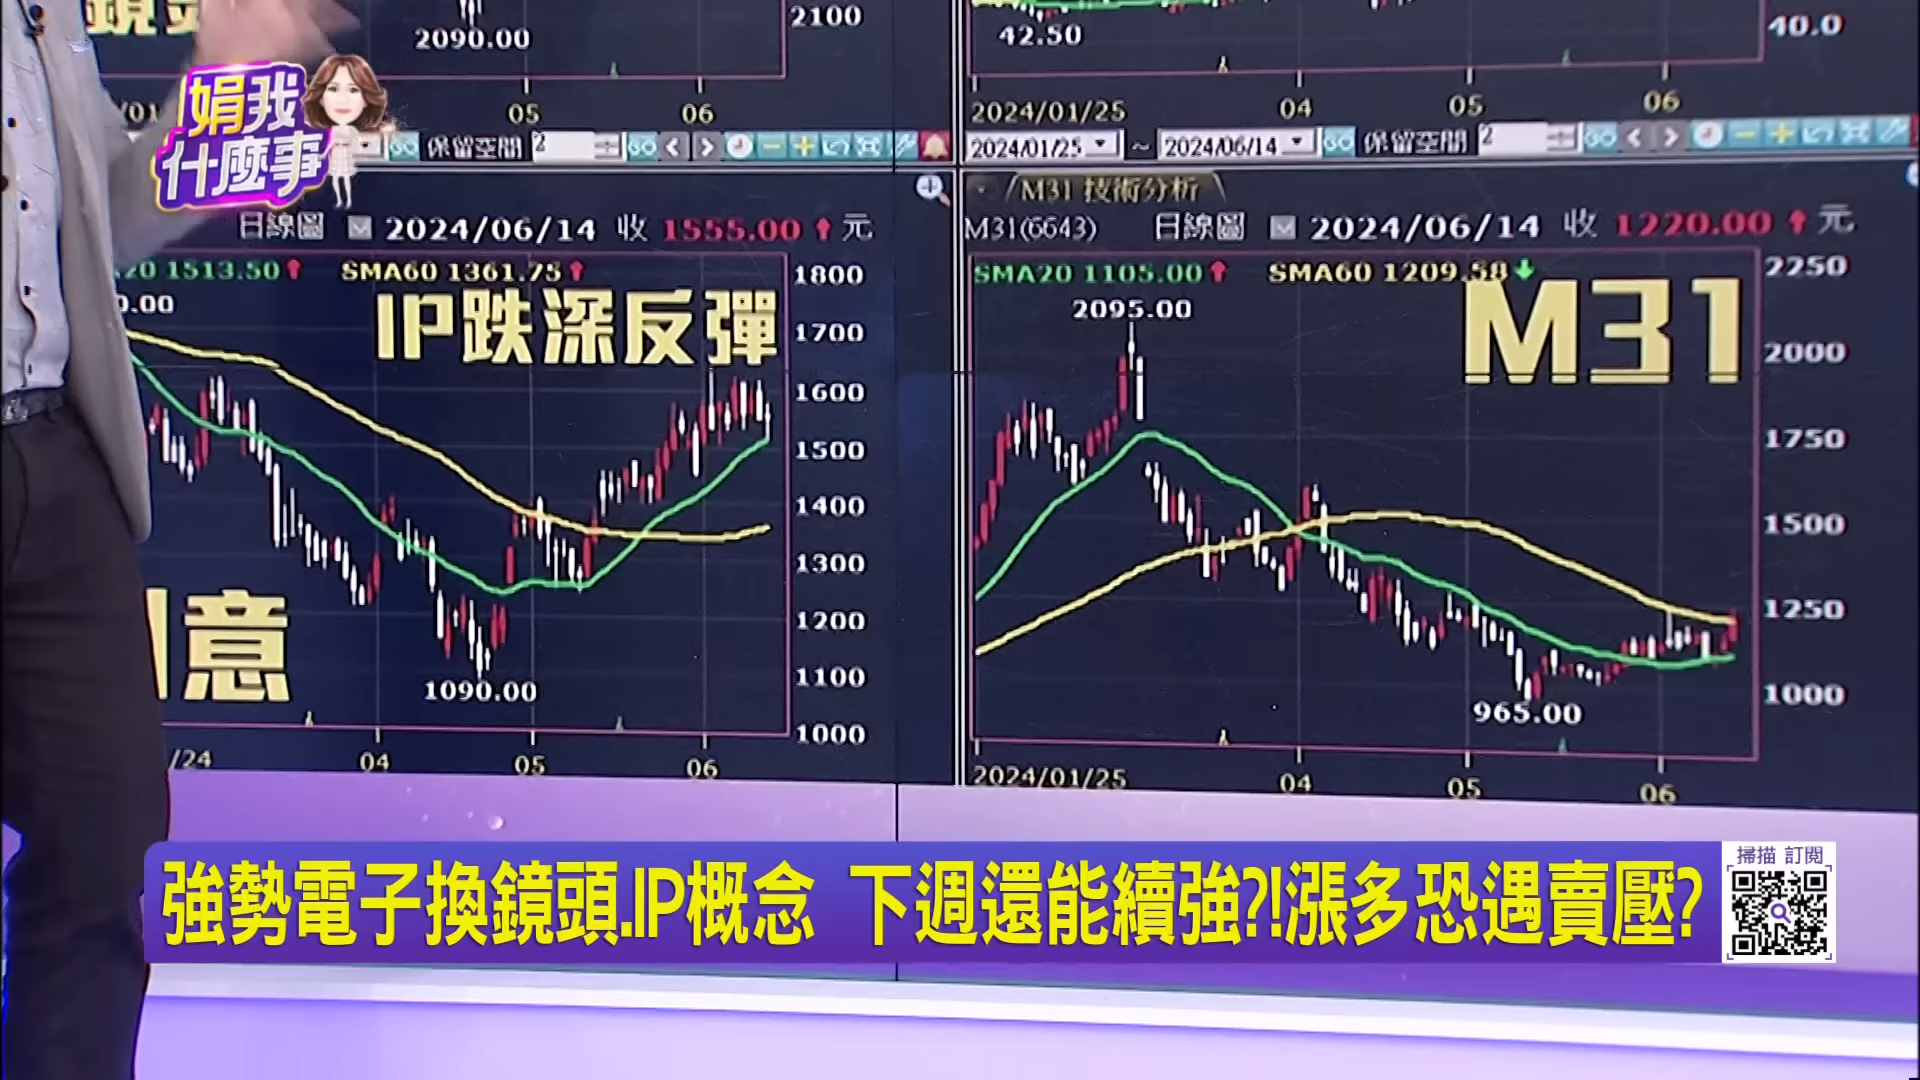 2090.00
2100
05
06
42.50
40.0
2024/01/25
04
05
06
娟我
什麼事
保留空間 2
2024/01/25 ~ 2024/06/14
保留空間 2
日線圖 2024/06/14 收 1555.00 元
20 1513.50 SMA60 1361.75
0.00
IP跌深反彈
1800
1700
1600
1500
1400
1300
1200
1100
1000
1090.00
意
/24
04
05
06
M31 技術分析
M31(6643) 日線圖 2024/06/14 收 1220.00 元
SMA20 1105.00 SMA60 1209.58
2095.00
M31
2250
2000
1750
1500
1250
1000
965.00
2024/01/25
04
05
06
強勢電子換鏡頭.IP概念 下週還能續強?!漲多恐遇賣壓?
掃描 訂閱